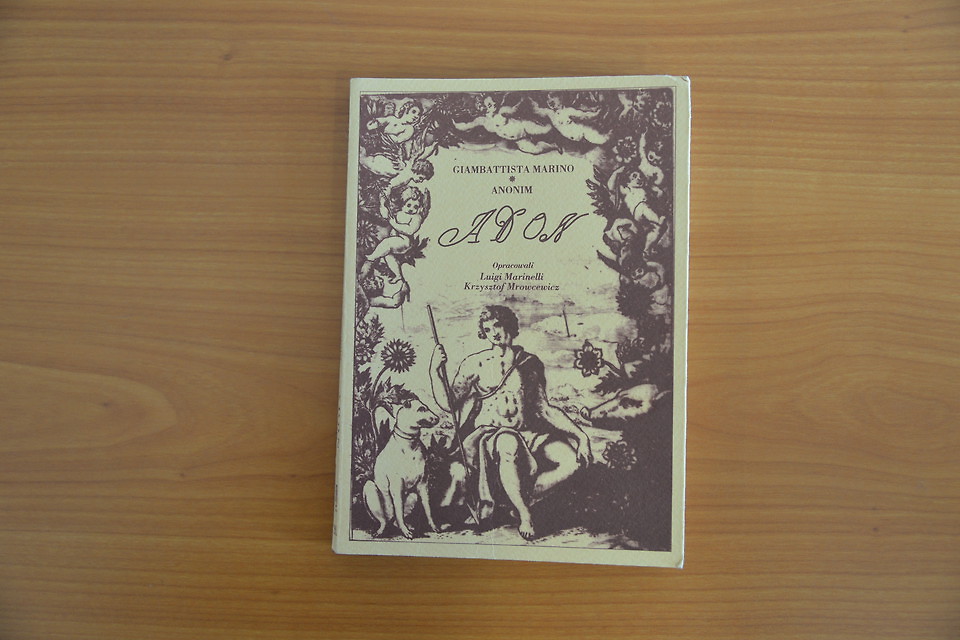 GIAMBATTISTA MARINO
*
ANONIM
ADON
Opracowali
Luigi Marinelli
Krzysztof Mrowcewicz